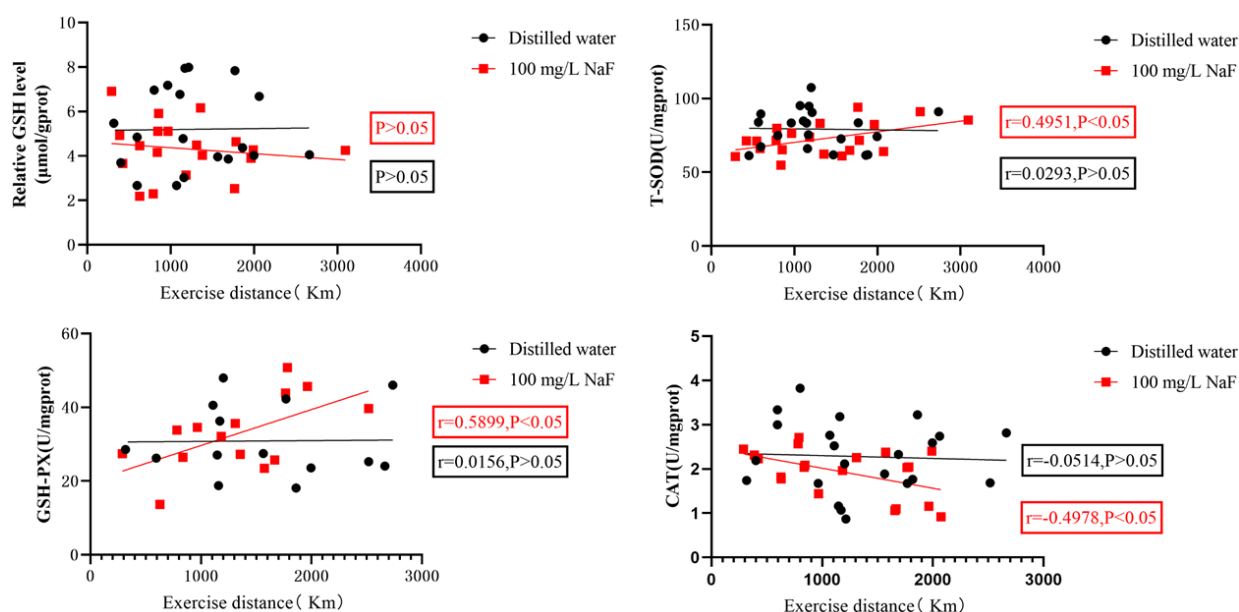 Relative GSH level
(μmol/gprot)
10
8
6
4
2
0
0 1000 2000 3000 4000
Exercise distance( Km)
Distilled water
100 mg/L NaF
P>0.05
P>0.05
T-SOD(U/mgprot)
150
100
50
0
0 1000 2000 3000 4000
Exercise distance( Km)
Distilled water
100 mg/L NaF
r=0.4951,P<0.05
r=0.0293,P>0.05
GSH-PX(U/mgprot)
60
40
20
0
0 1000 2000 3000
Exercise distance( Km)
Distilled water
100 mg/L NaF
r=0.5899,P<0.05
r=0.0156,P>0.05
CAT(U/mgprot)
5
4
3
2
1
0
0 1000 2000 3000
Exercise distance( Km)
Distilled water
100 mg/L NaF
r=-0.0514,P>0.05
r=-0.4978,P<0.05